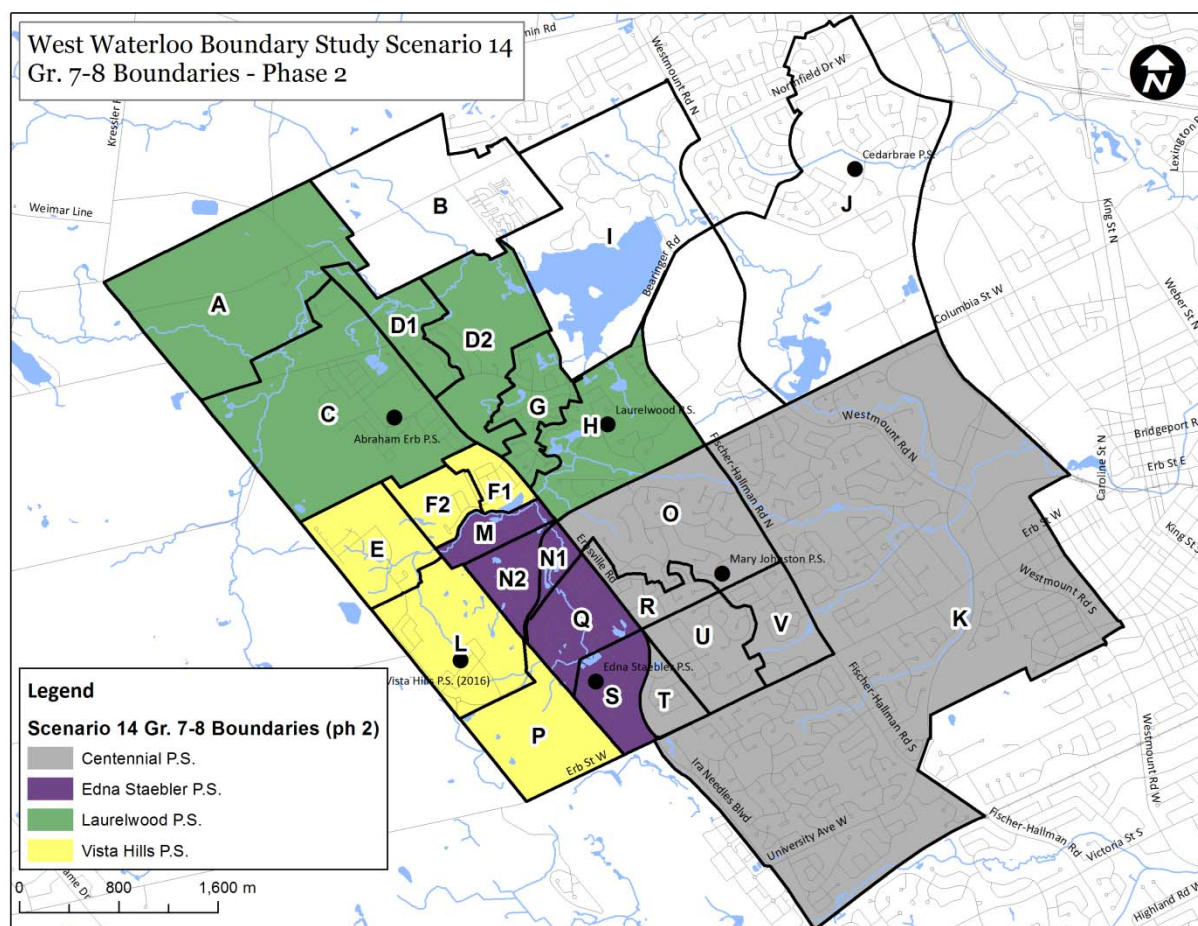 West Waterloo Boundary Study Scenario 14
Gr. 7-8 Boundaries - Phase 2
Westmount Rd N
Northfield Dr W
N
Kressler
Lexington R
Cedarbrae P.S.
Weimar Line
B
J
I
King St N
Bearinger Rd
A
Weber St N
D1
Columbia St W
D2
G
C
H
Laurelwood P.S.
Abraham Erb P.S.
Westmount Rd N
Bridgeport R
Fischer-Hallman Rd N
Caroline St N
Erb St E
F1
F2
O
Erb St W
M
E
Erbsville Rd
King S
N1
Mary Johnston P.S.
N2
Westmount Rd S
R
Q
V
K
U
L
Edna Staebler P.S.
Vista Hills P.S. (2016)
S
T
Fischer-Hallman Rd S
P
Erb St W
Westmount Rd W
Ira Needles Blvd
University Ave W
Fischer-Hallman Rd
Victoria St S
Highland Rd W
Legend
Scenario 14 Gr. 7-8 Boundaries (ph 2)
Centennial P.S.
Edna Staebler P.S.
Laurelwood P.S.
Vista Hills P.S.
ame Dr
0 800 1,600 m